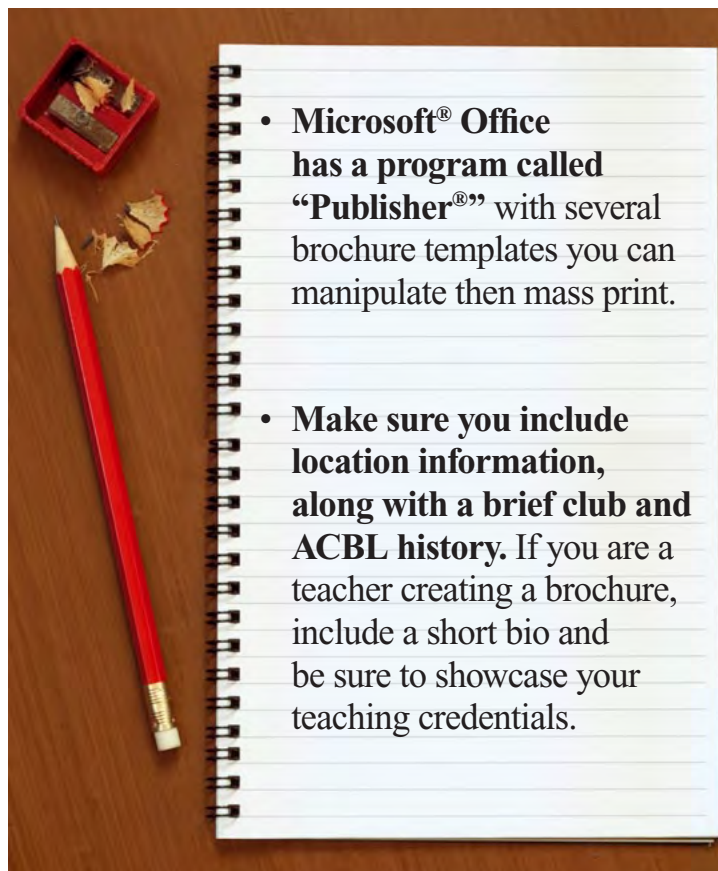 • Microsoft® Office
has a program called
“Publisher®” with several
brochure templates you can
manipulate then mass print.
• Make sure you include
location information,
along with a brief club and
ACBL history. If you are a
teacher creating a brochure,
include a short bio and
be sure to showcase your
teaching credentials.